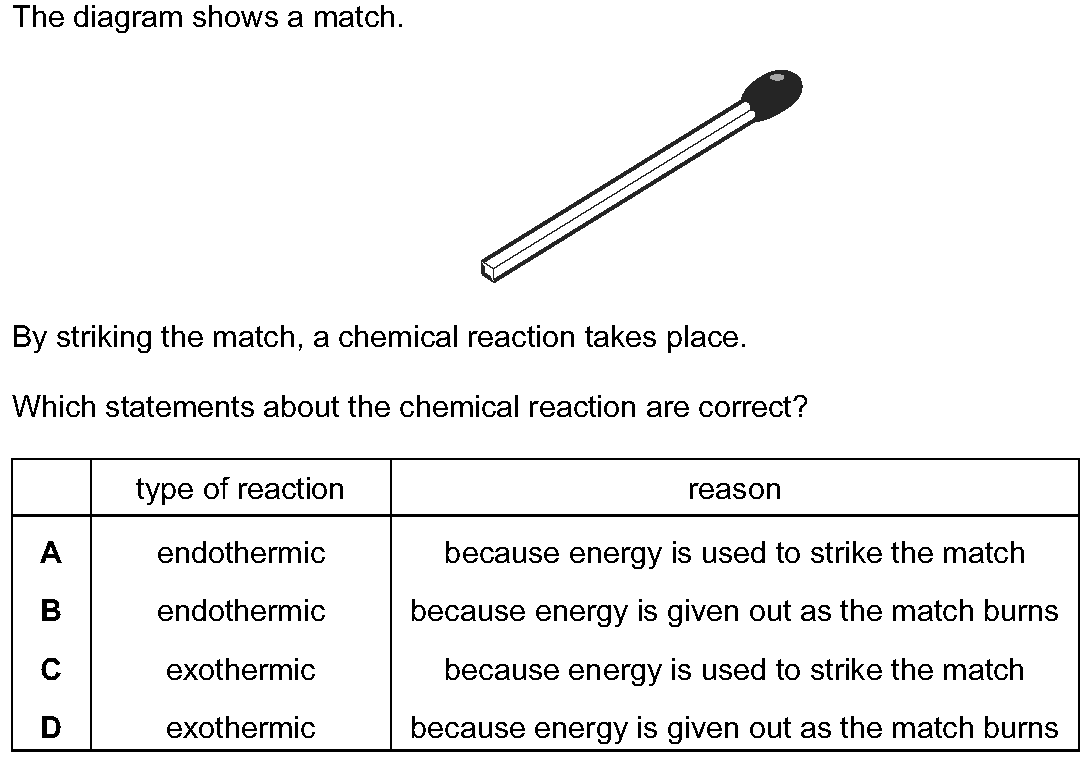 The diagram shows a match.
By striking the match, a chemical reaction takes place.
Which statements about the chemical reaction are correct?
type of reaction reason
A endothermic because energy is used to strike the match
B endothermic because energy is given out as the match burns
C exothermic because energy is used to strike the match
D exothermic because energy is given out as the match burns